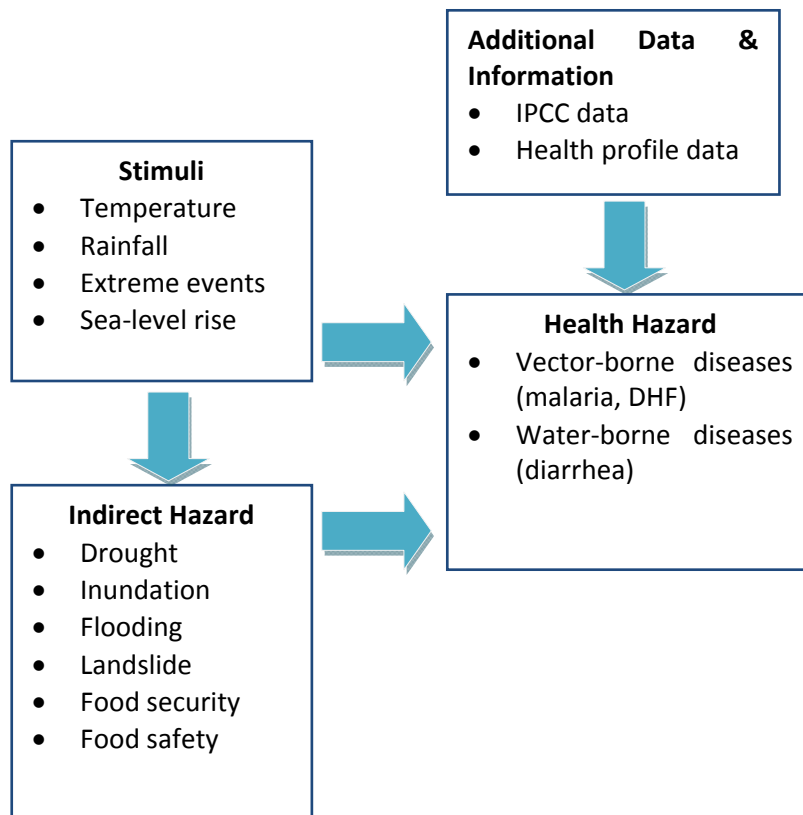 Additional Data &
Information
• IPCC data
• Health profile data
Stimuli
• Temperature
• Rainfall
• Extreme events
• Sea-level rise
Health Hazard
• Vector-borne diseases
(malaria, DHF)
• Water-borne diseases
(diarrhea)
Indirect Hazard
• Drought
• Inundation
• Flooding
• Landslide
• Food security
• Food safety